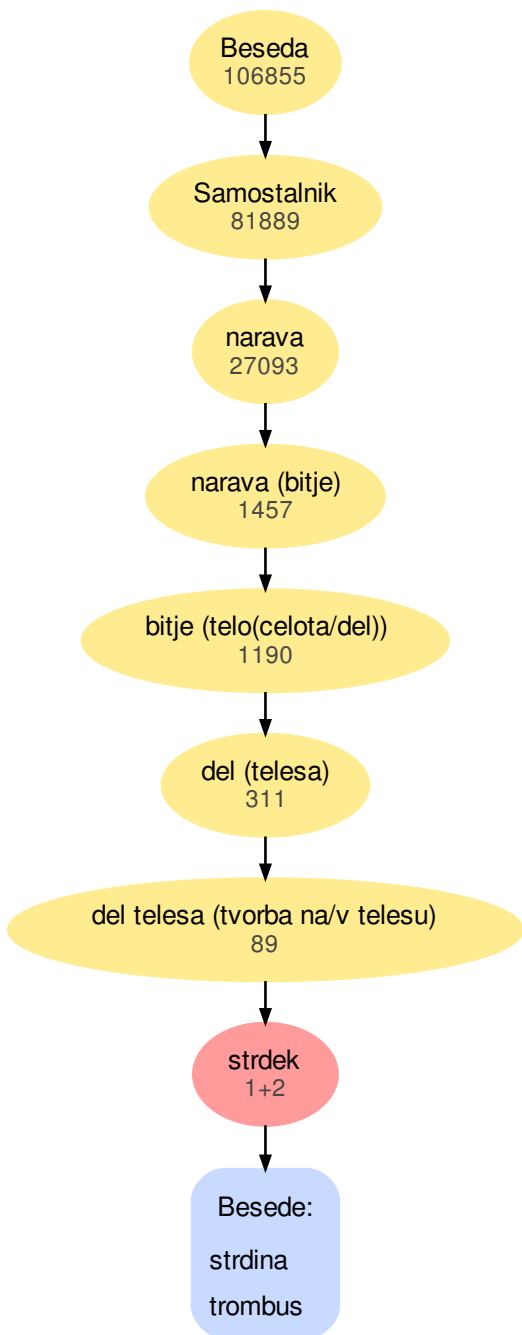 Beseda
106855
Samostalnik
81889
narava
27093
narava (bitje)
1457
bitje (telo(celota/del))
1190
del (telesa)
311
del telesa (tvorba na/v telesu)
89
strdek
1+2
Besede:
strdina
trombus